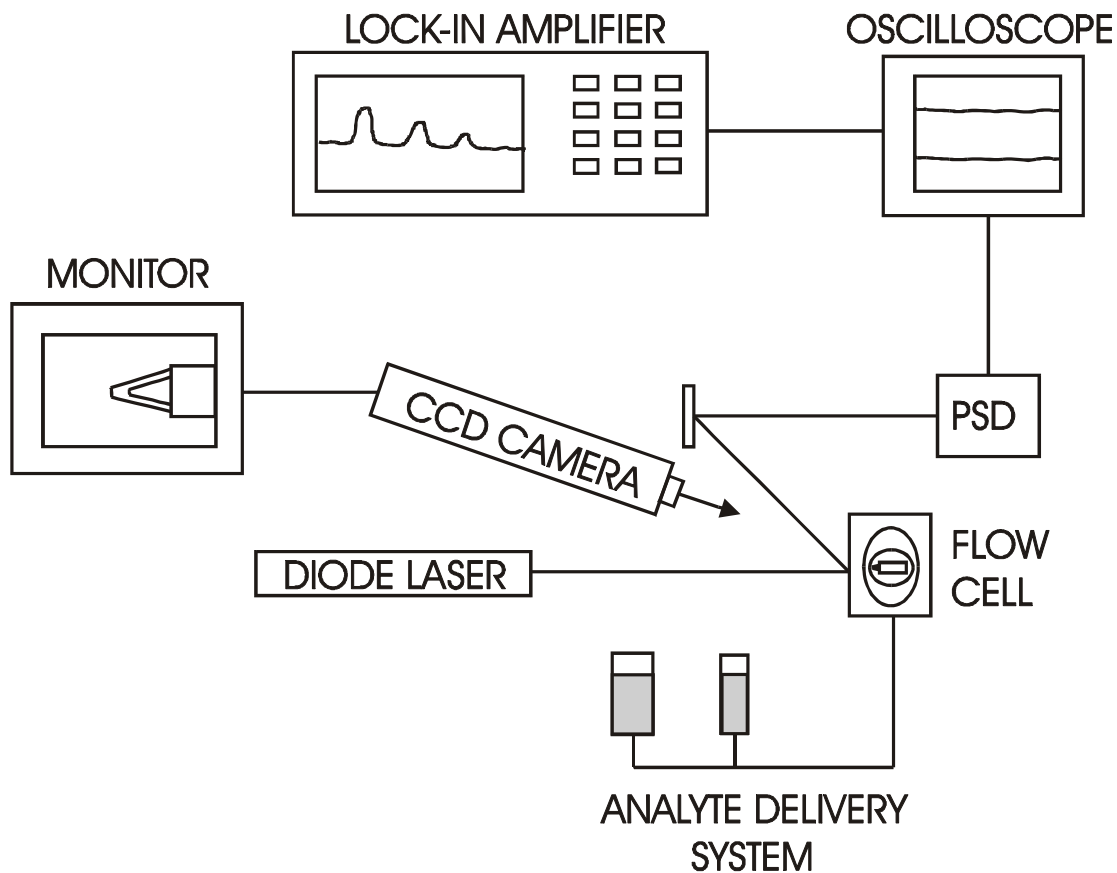 LOCK-IN AMPLIFIER
OSCILLOSCOPE
MONITOR
CCD CAMERA
PSD
DIODE LASER
FLOW
CELL
ANALYTE DELIVERY
SYSTEM